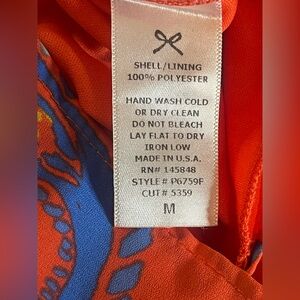 SHELL/LINING
100% POLYESTER
HAND WASH COLD
OR DRY CLEAN
DO NOT BLEACH
LAY FLAT TO DRY
IRON LOW
MADE IN U.S.A.
RN# 145848
STYLE# P6759F
CUT# 5359
M